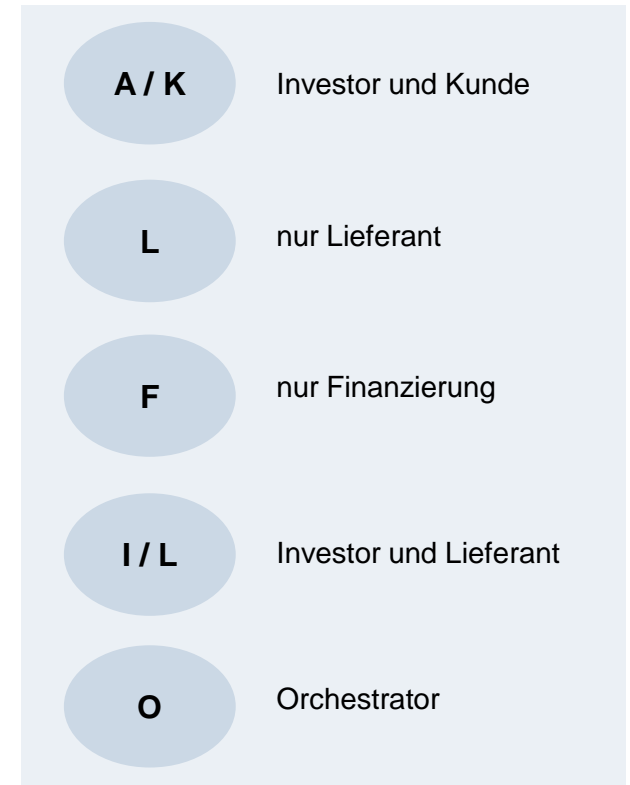 A / K Investor und Kunde
L nur Lieferant
F nur Finanzierung
I / L Investor und Lieferant
O Orchestrator